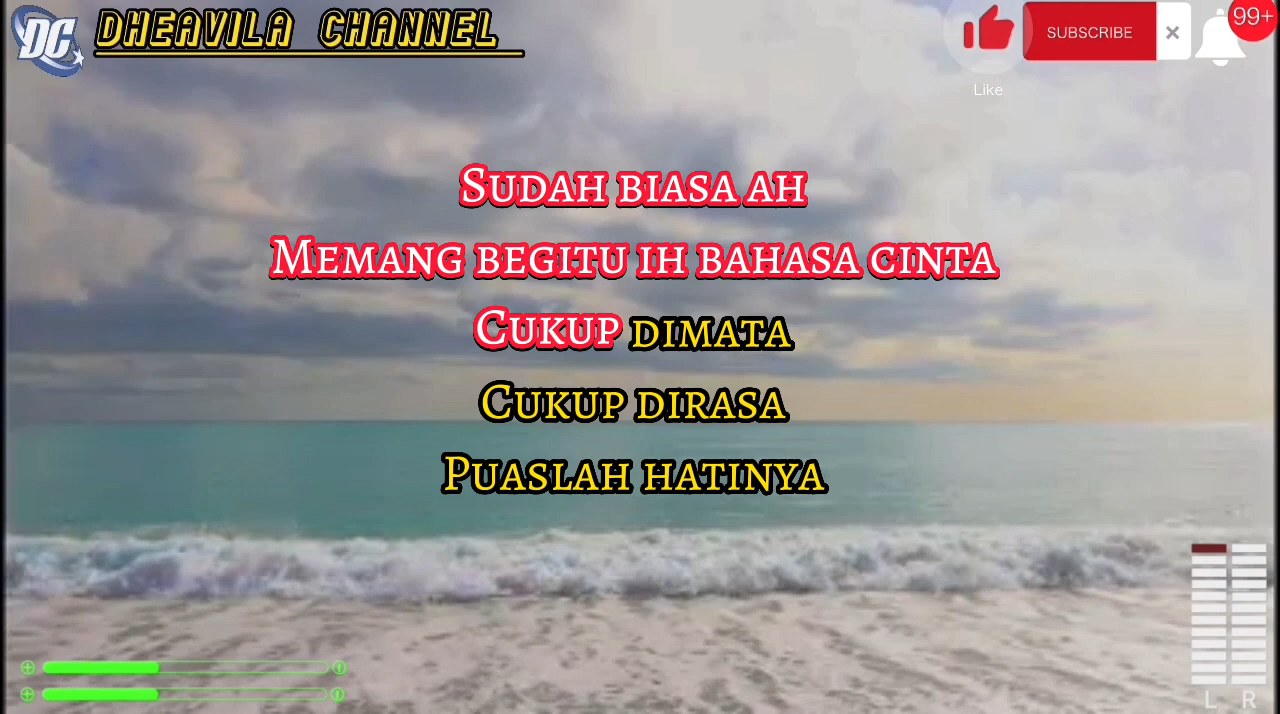 DC DHEAVILA CHANNEL
Like
SUBSCRIBE
99+
SUDAH BIASA AH
MEMANG BEGITU IH BAHASA CINTA
CUKUP DIMATA
CUKUP DIRASA
PUASLAH HATINYA
L R